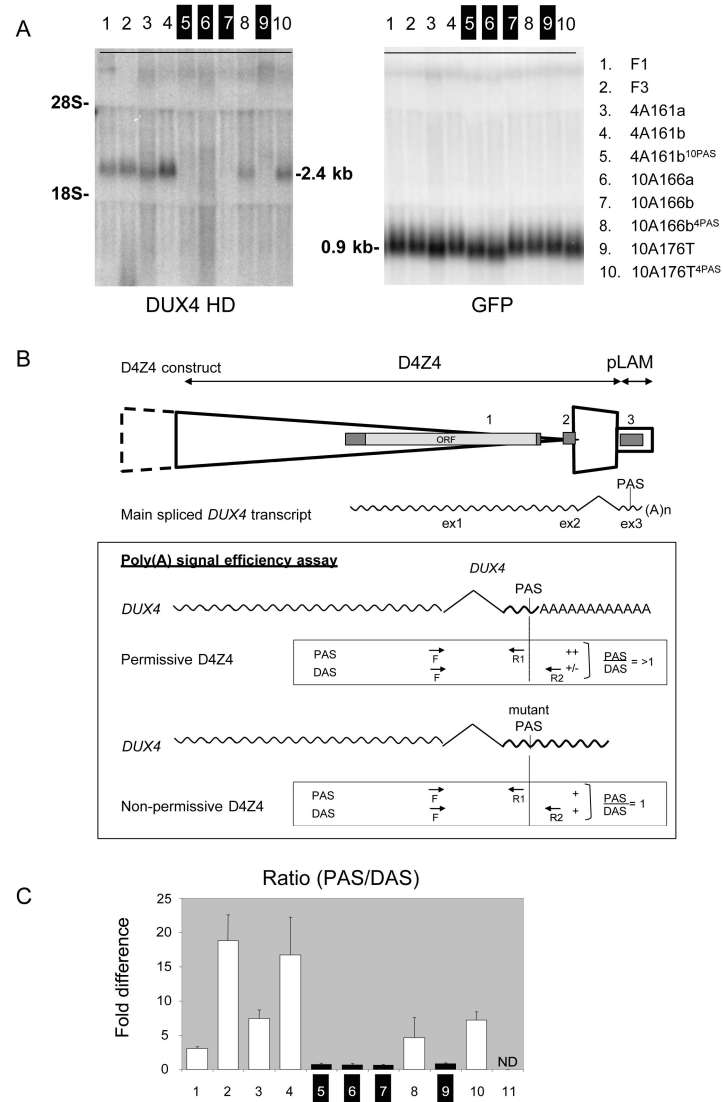 A
1 2 3 4 5 6 7 8 9 10
1 2 3 4 5 6 7 8 9 10
28S-
18S-
-2.4 kb
0.9 kb-
DUX4 HD
GFP
1. F1
2. F3
3. 4A161a
4. 4A161b
5. 4A161b10PAS
6. 10A166a
7. 10A166b
8. 10A166b4PAS
9. 10A176T
10. 10A176T4PAS
B
D4Z4 construct
D4Z4
pLAM
1
2
3
ORF
PAS
Main spliced DUX4 transcript
ex1
ex2
ex3
(A)n
Poly(A) signal efficiency assay
DUX4
PAS
DUX4
AAAAAAAAAAAA
Permissive D4Z4
PAS F R1 ++
DAS F R2 +/-
PAS
DAS = >1
mutant
PAS
DUX4
Non-permissive D4Z4
PAS F R1 +
DAS F R2 +
PAS
DAS = 1
C
Ratio (PAS/DAS)
Fold difference
25
20
15
10
5
0
ND
1 2 3 4 5 6 7 8 9 10 11